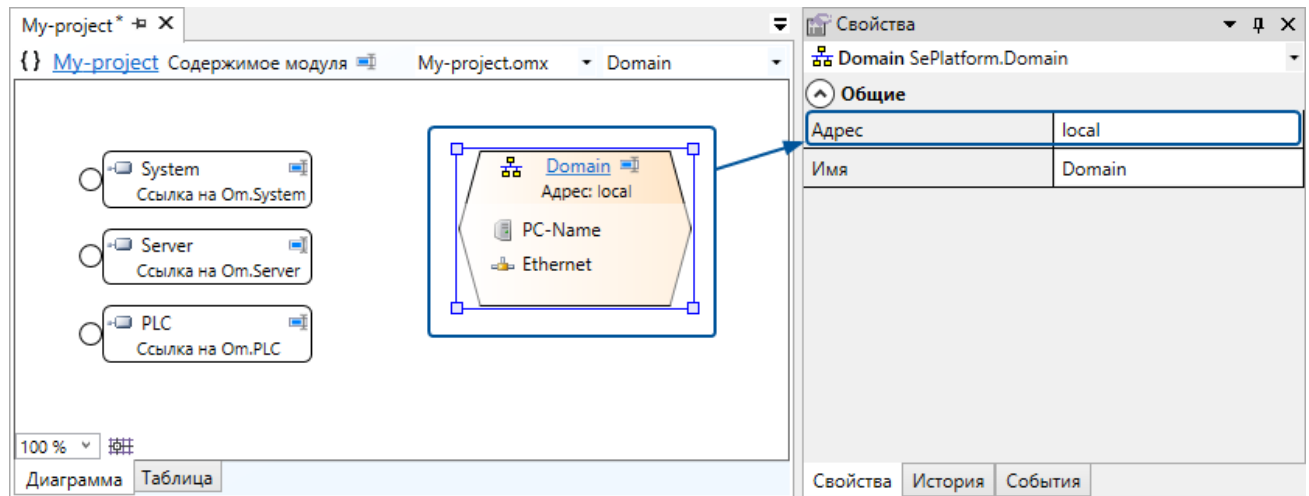 My-project*
{} My-project Содержимое модуля My-project.omx Domain
System
Ссылка на Om.System
Server
Ссылка на Om.Server
PLC
Ссылка на Om.PLC
Domain
Адрес: local
PC-Name
Ethernet
100 %
Диаграмма Таблица
Свойства
Domain SePlatform.Domain
Общие
Адрес local
Имя Domain
Свойства История События